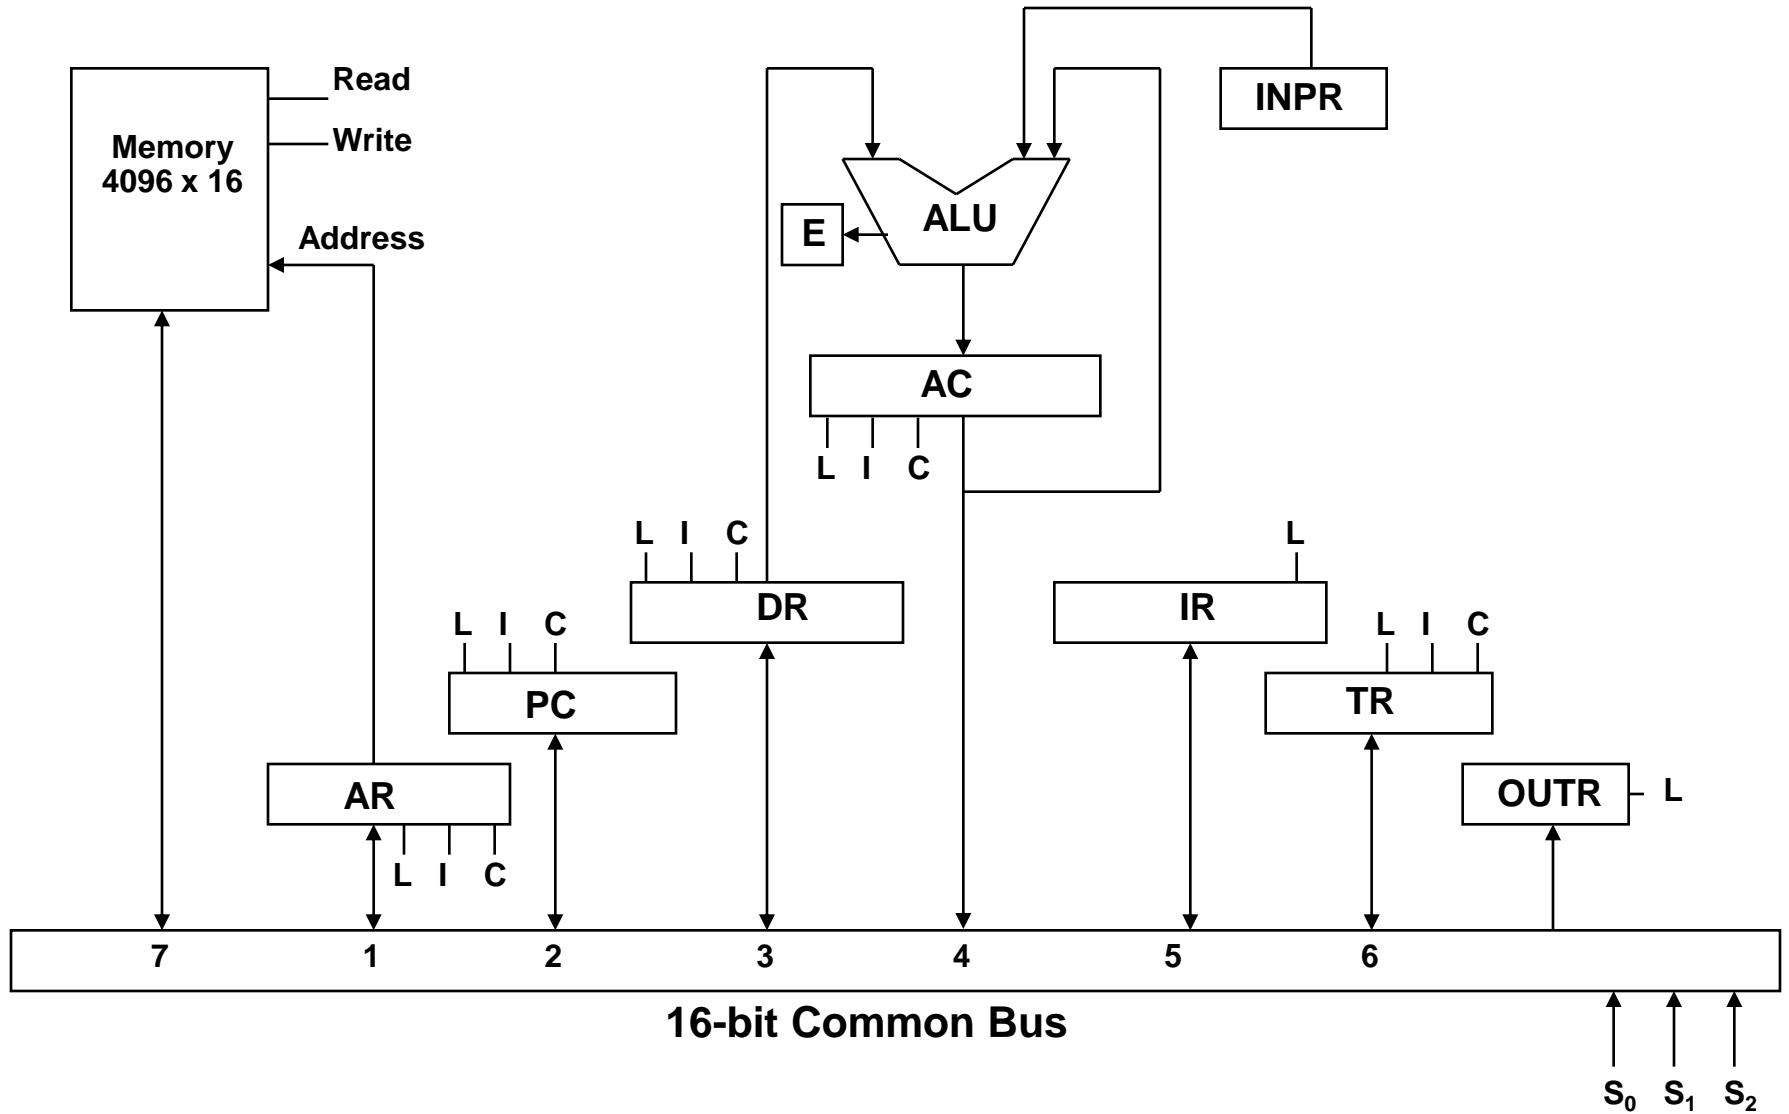 Read
Write
Memory
4096 x 16
Address
INPR
ALU
E
AC
L I C
L I C
DR
L
IR
L I C
PC
L I C
TR
AR
L I C
OUTR L
7 1 2 3 4 5 6
16-bit Common Bus
S0 S1 S2